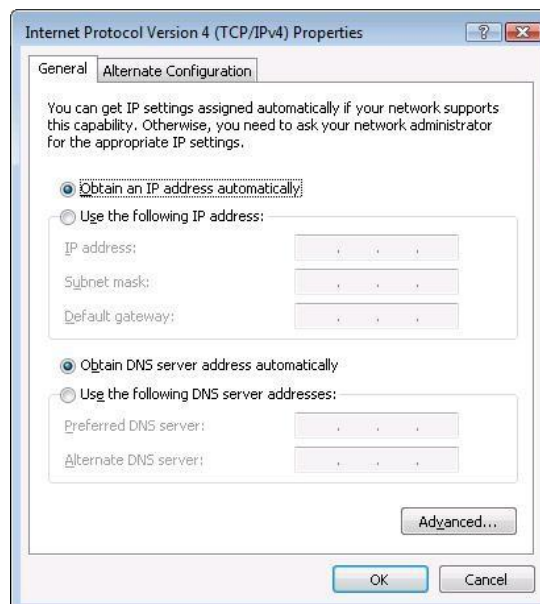 Internet Protocol Version 4 (TCP/IPv4) Properties
General
Alternate Configuration
You can get IP settings assigned automatically if your network supports
this capability. Otherwise, you need to ask your network administrator
for the appropriate IP settings.
Obtain an IP address automatically
Use the following IP address:
IP address:
Subnet mask:
Default gateway:
Obtain DNS server address automatically
Use the following DNS server addresses:
Preferred DNS server:
Alternate DNS server:
Advanced...
OK
Cancel